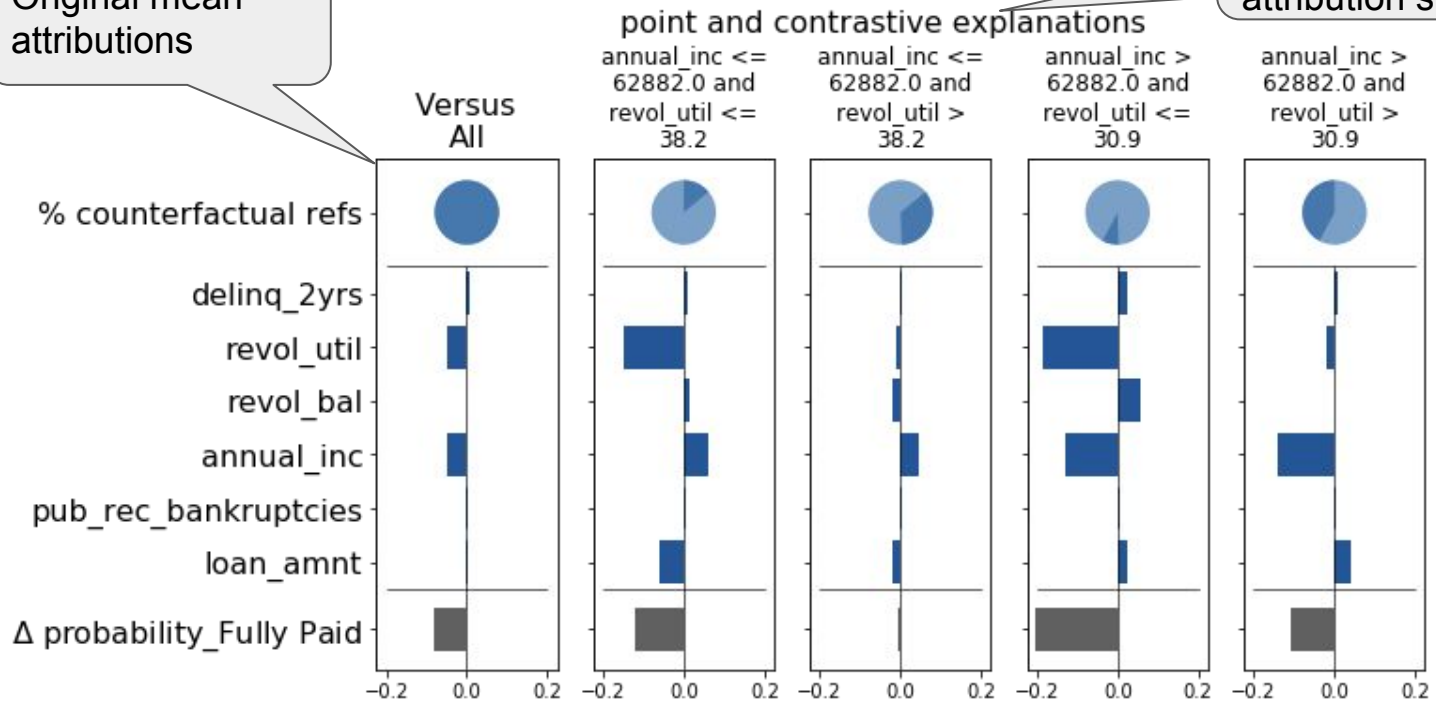 Original mean
attributions
attribution s
point and contrastive explanations
Versus
All
annual_inc <=
62882.0 and
revol_util <=
38.2
annual_inc <=
62882.0 and
revol_util >
38.2
annual_inc >
62882.0 and
revol_util <=
30.9
annual_inc >
62882.0 and
revol_util >
30.9
% counterfactual refs
delinq_2yrs
revol_util
revol_bal
annual_inc
pub_rec_bankruptcies
loan_amnt
Δ probability_Fully Paid
−0.2 0.0 0.2
−0.2 0.0 0.2
−0.2 0.0 0.2
−0.2 0.0 0.2
−0.2 0.0 0.2